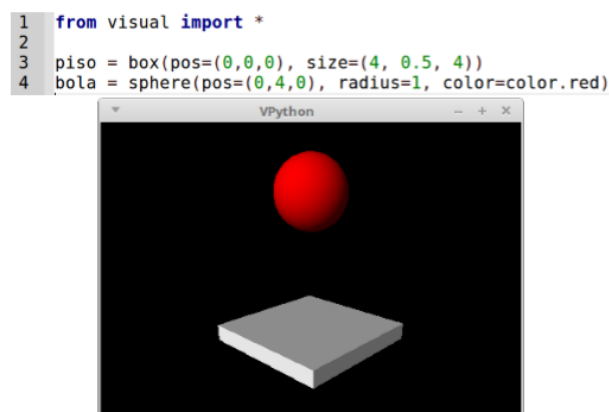 1 from visual import *
2
3 piso = box(pos=(0,0,0), size=(4, 0.5, 4))
4 bola = sphere(pos=(0,4,0), radius=1, color=color.red)
VPython